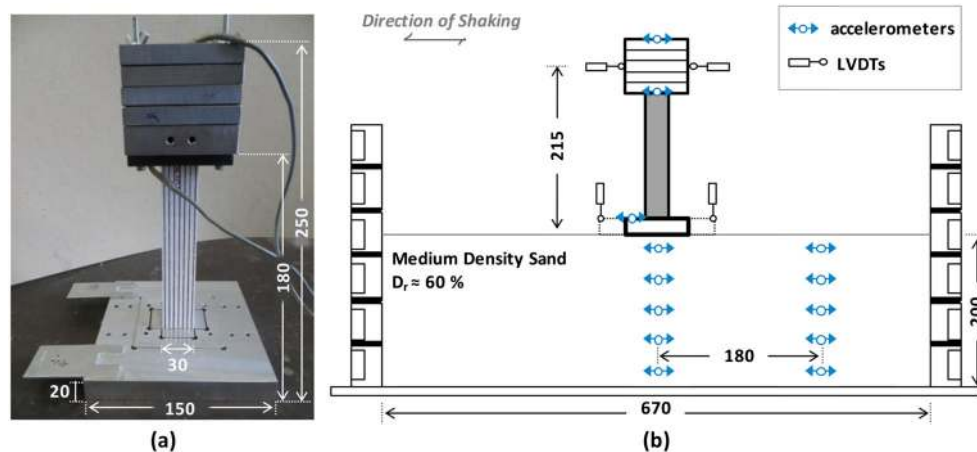 Direction of Shaking
accelerometers
LVDTs
215
250
180
Medium Density Sand
Dᵣ ≈ 60 %
200
30
180
20
150
670
(a)
(b)